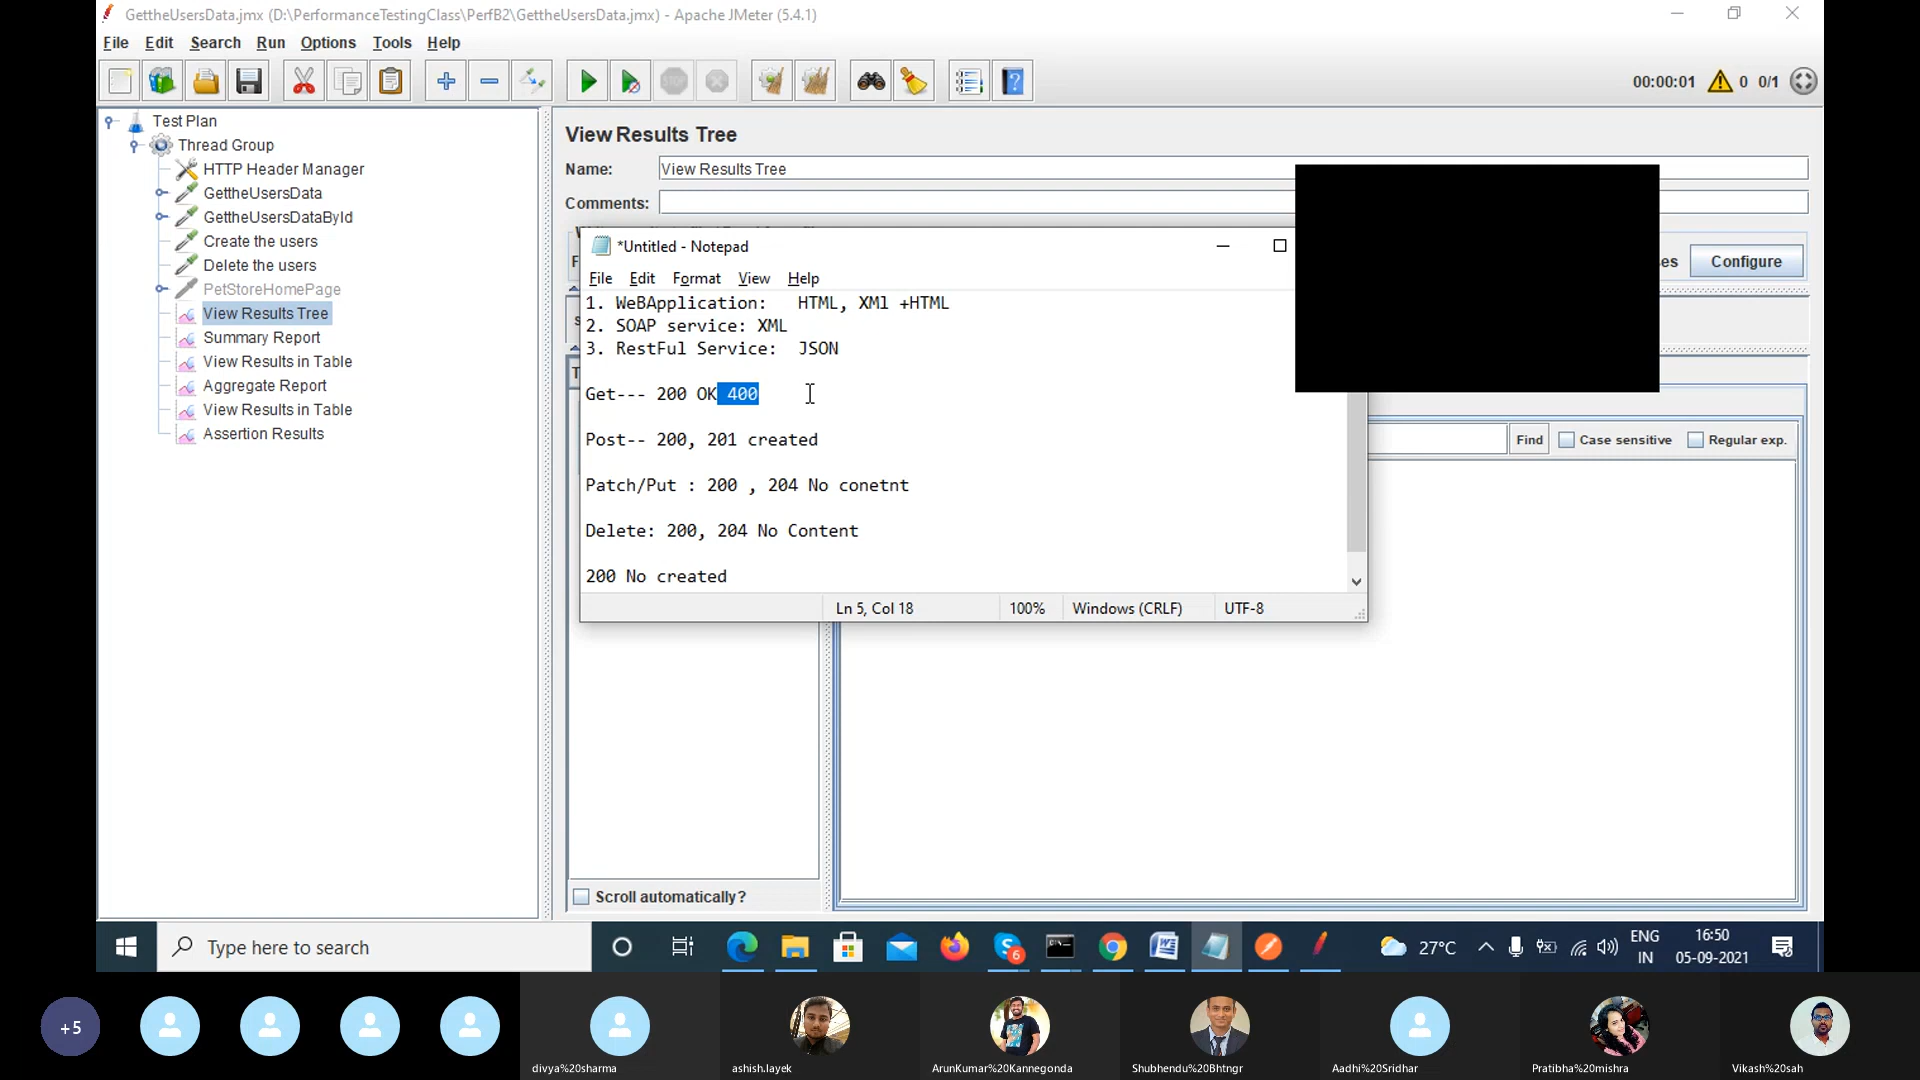 GettheUsersData.jmx (D:\PerformanceTestingClass\PerfB2\GettheUsersData.jmx) - Apache JMeter (5.4.1)
File Edit Search Run Options Tools Help
STOP
00:00:01 0 0/1
Test Plan
Thread Group
HTTP Header Manager
GettheUsersData
GettheUsersDataById
Create the users
Delete the users
PetStoreHomePage
View Results Tree
Summary Report
View Results in Table
Aggregate Report
View Results in Table
Assertion Results
View Results Tree
Name: View Results Tree
Comments:
es Configure
*Untitled - Notepad
File Edit Format View Help
1. WeBApplication: HTML, XMl +HTML
2. SOAP service: XML
3. RestFul Service: JSON
Get--- 200 OK 400
Post-- 200, 201 created
Patch/Put : 200 , 204 No conetnt
Delete: 200, 204 No Content
200 No created
Ln 5, Col 18 100% Windows (CRLF) UTF-8
Find Case sensitive Regular exp.
Scroll automatically?
Type here to search
6
27°C
ENG
IN
16:50
05-09-2021
+5
divya%20sharma
ashish.layek
ArunKumar%20Kannegonda
Shubhendu%20Bhtngr
Aadhi%20Sridhar
Pratibha%20mishra
Vikash%20sah